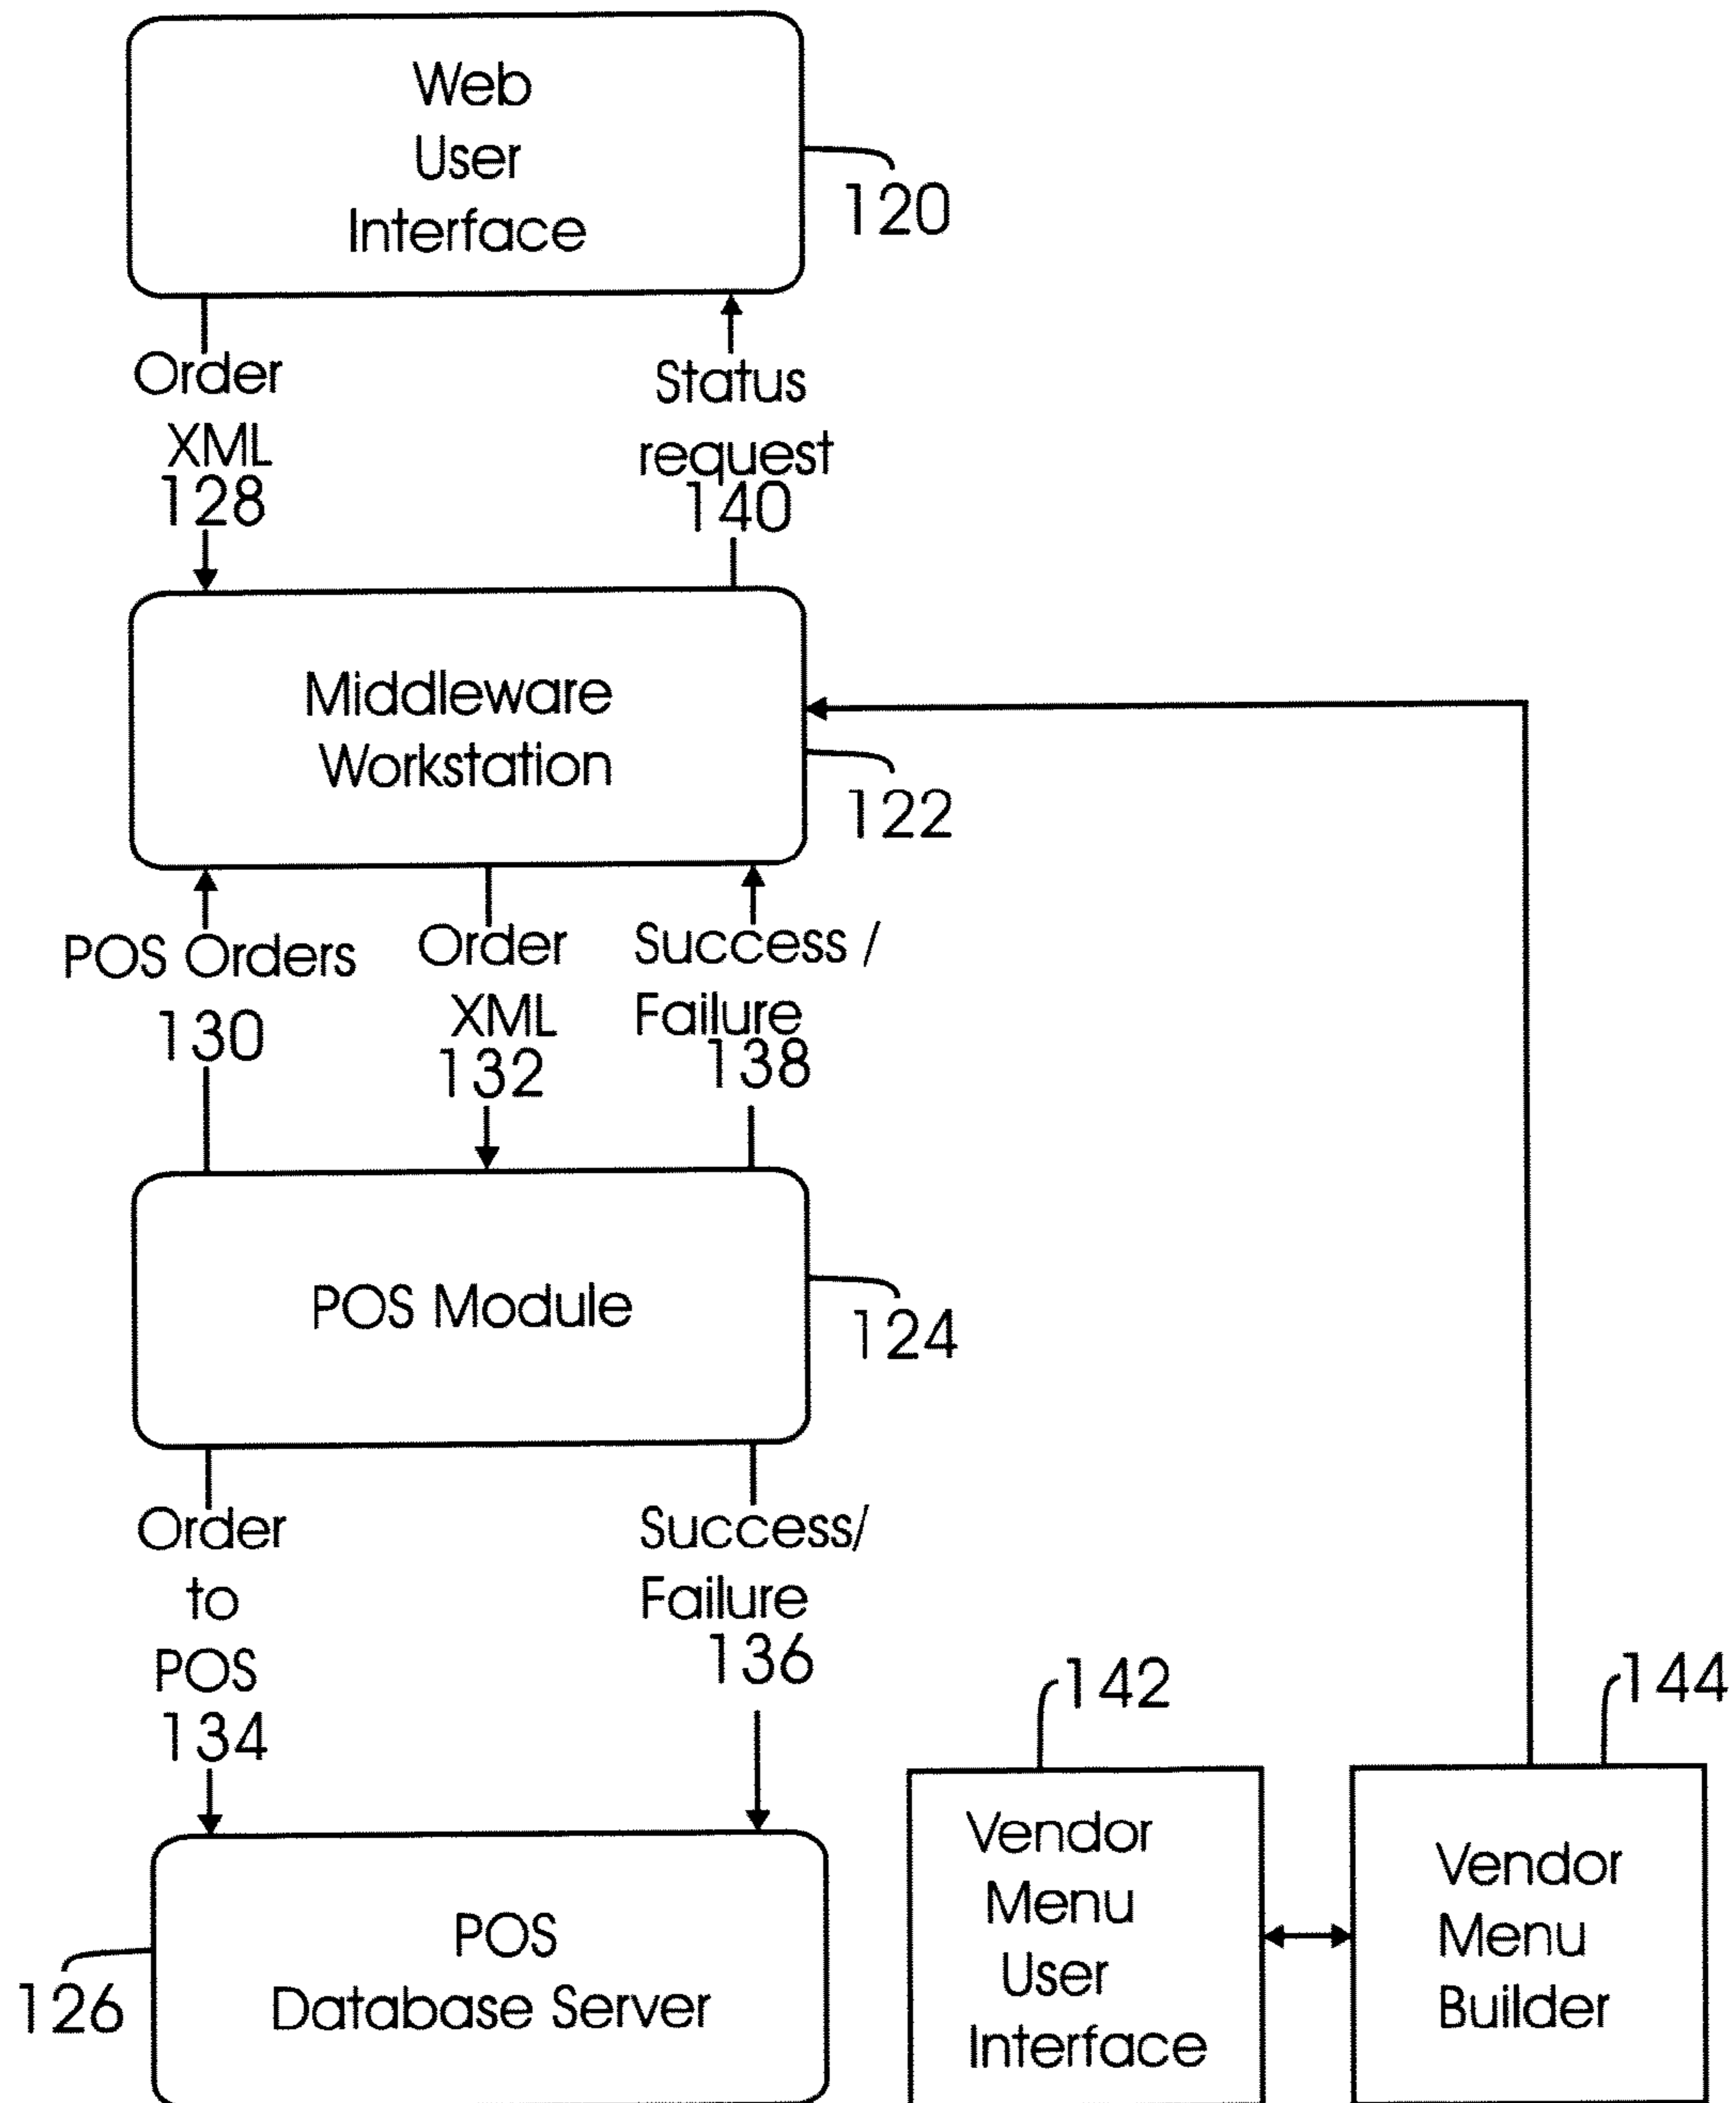 Web
User
Interface
120
Order
XML
128
Status
request
140
Middleware
Workstation
122
POS Orders
130
Order
XML
132
Success /
Failure
138
POS Module
124
Order
to
POS
134
Success/
Failure
136
POS
Database Server
126
142
Vendor
Menu
User
Interface
144
Vendor
Menu
Builder